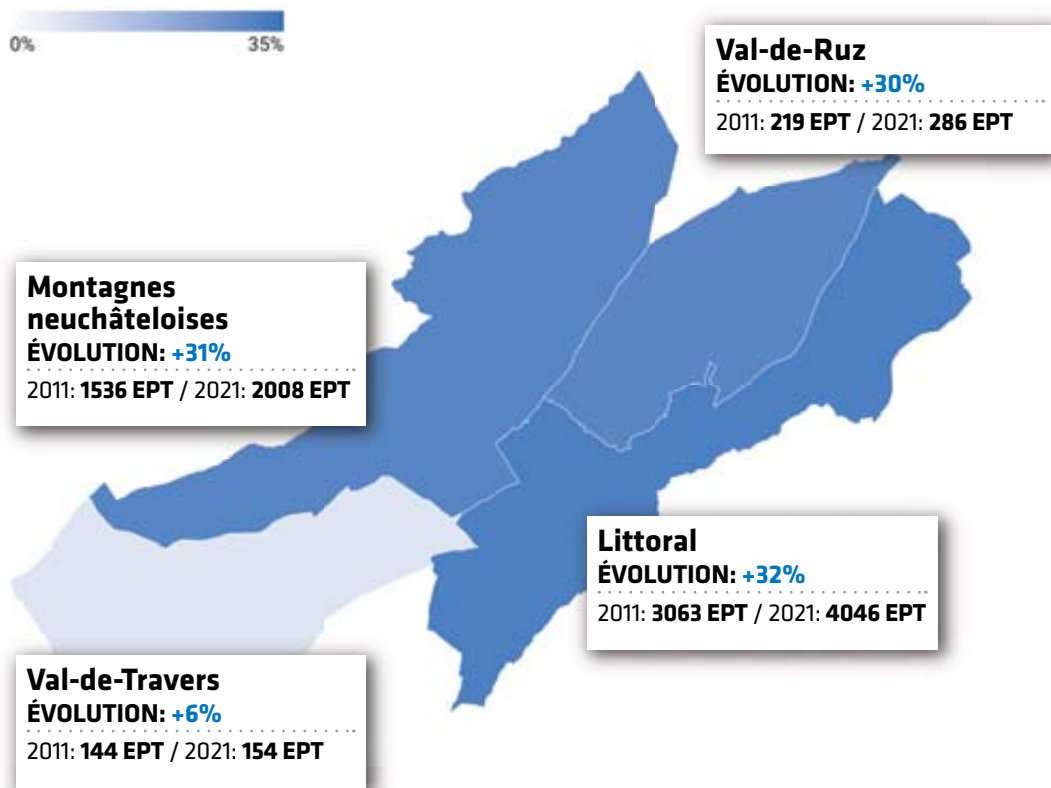 0% 35%
Val-de-Ruz
ÉVOLUTION: +30%
2011: 219 EPT / 2021: 286 EPT
Montagnes
neuchâteloises
ÉVOLUTION: +31%
2011: 1536 EPT / 2021: 2008 EPT
Littoral
ÉVOLUTION: +32%
2011: 3063 EPT / 2021: 4046 EPT
Val-de-Travers
ÉVOLUTION: +6%
2011: 144 EPT / 2021: 154 EPT